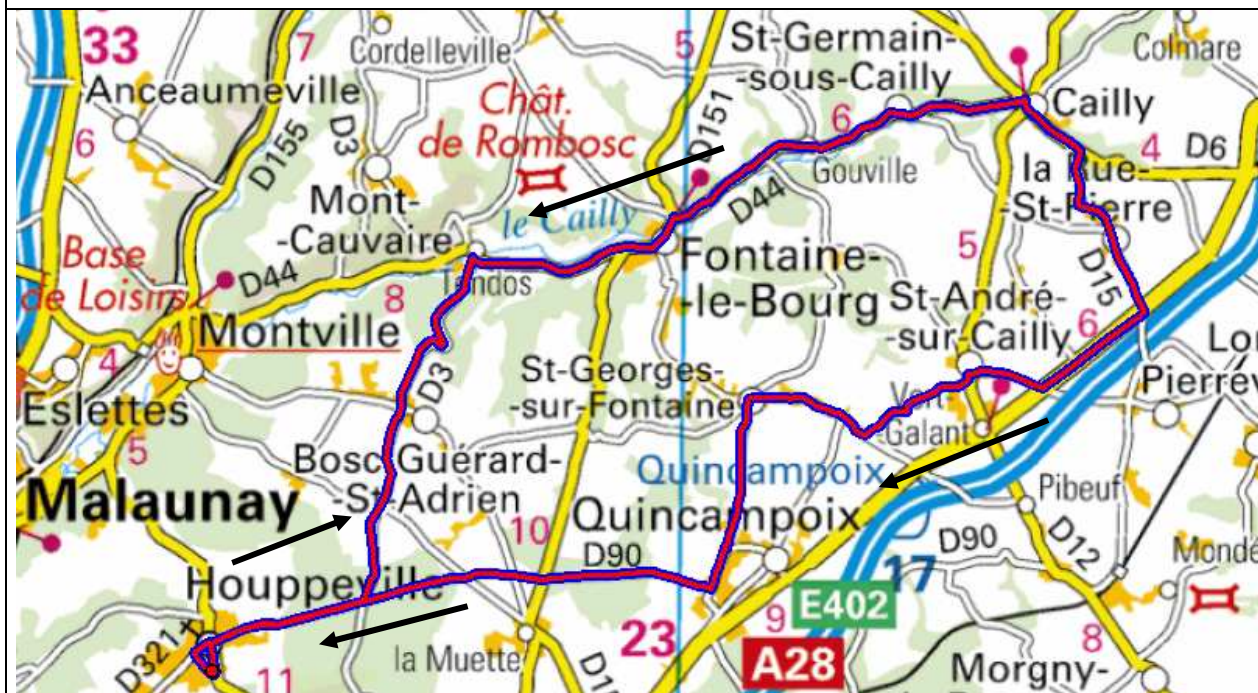 33
7
Cordelleville
5
St-Germain-
-sous-Cailly
Colmare
Anceaumeville
Chât.
de Rombosc
D151
6
Cailly
6
D155
D3
4
D6
Gouville
la Rue-
-St-Pierre
Mont-
-Cauvaire
le Cailly
D44
Base
de Loisirs
D44
Tendos
Fontaine-
-le-Bourg
5
D15
8
St-André-
-sur-Cailly
6
4
Montville
St-Georges-
-sur-Fontaine
Vert-
-Galant
Pierrev
Eslettes
D3
5
Bosc-Guérard-
-St-Adrien
Quincampoix
Pibeuf
Malaunay
10
Quincampoix
D90
D90
D12
Mondé
17
Houppeville
E402
9
23
8
D321
la Muette
A28
Morgny-
11